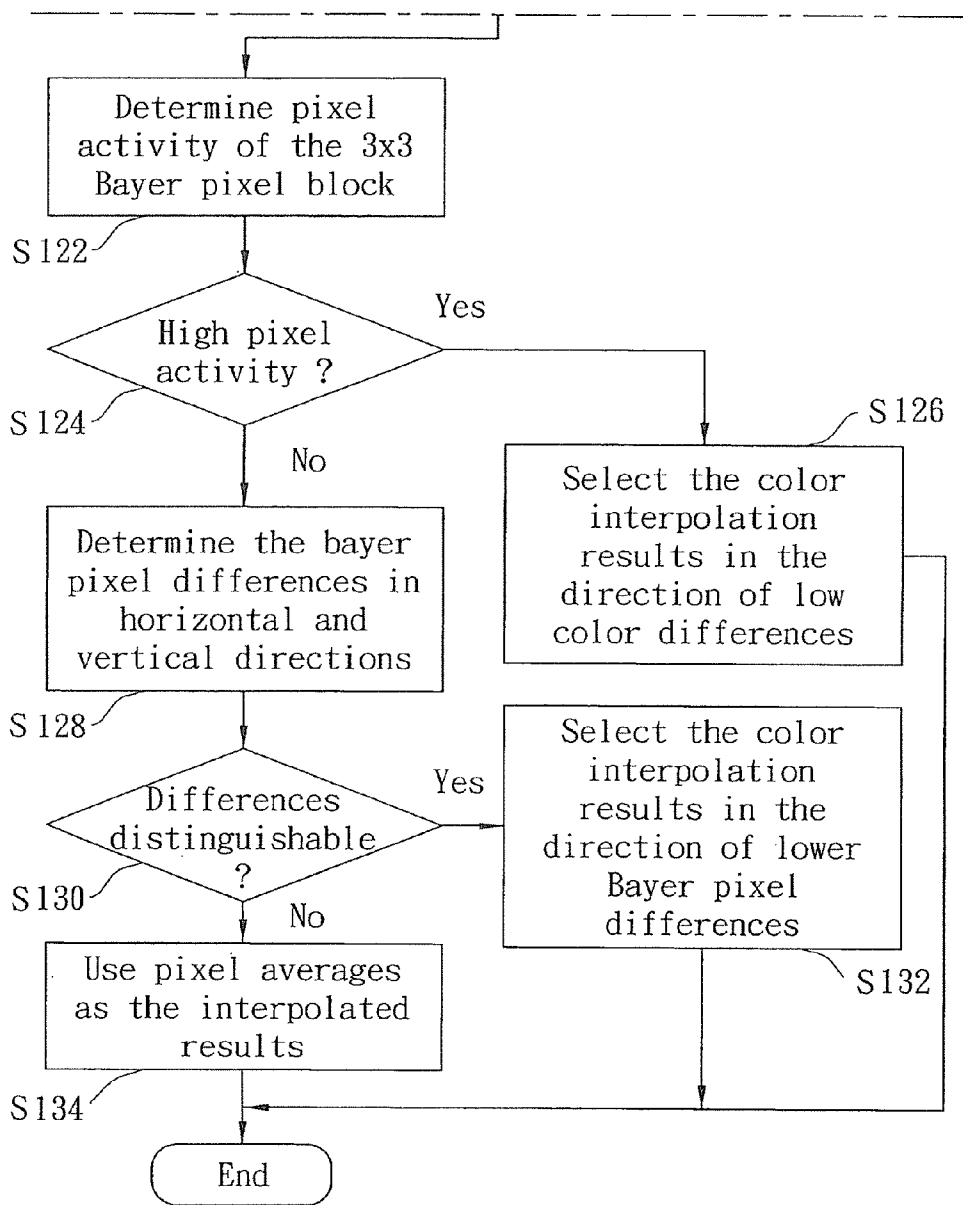 Determine pixel
activity of the 3x3
Bayer pixel block
S122
High pixel
activity ?
Yes
S124
No
S126
Select the color
interpolation
results in the
direction of low
color differences
Determine the bayer
pixel differences in
horizontal and
vertical directions
S128
Differences
distinguishable
?
Yes
S130
No
Select the color
interpolation
results in the
direction of lower
Bayer pixel
differences
S132
Use pixel averages
as the interpolated
results
S134
End